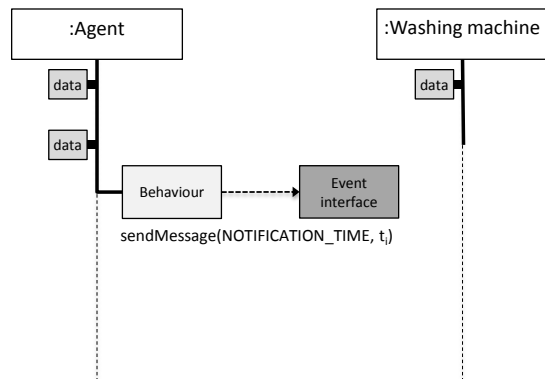 :Agent
:Washing machine
data
data
data
Behaviour
Event
interface
sendMessage(NOTIFICATION_TIME, tᵢ)